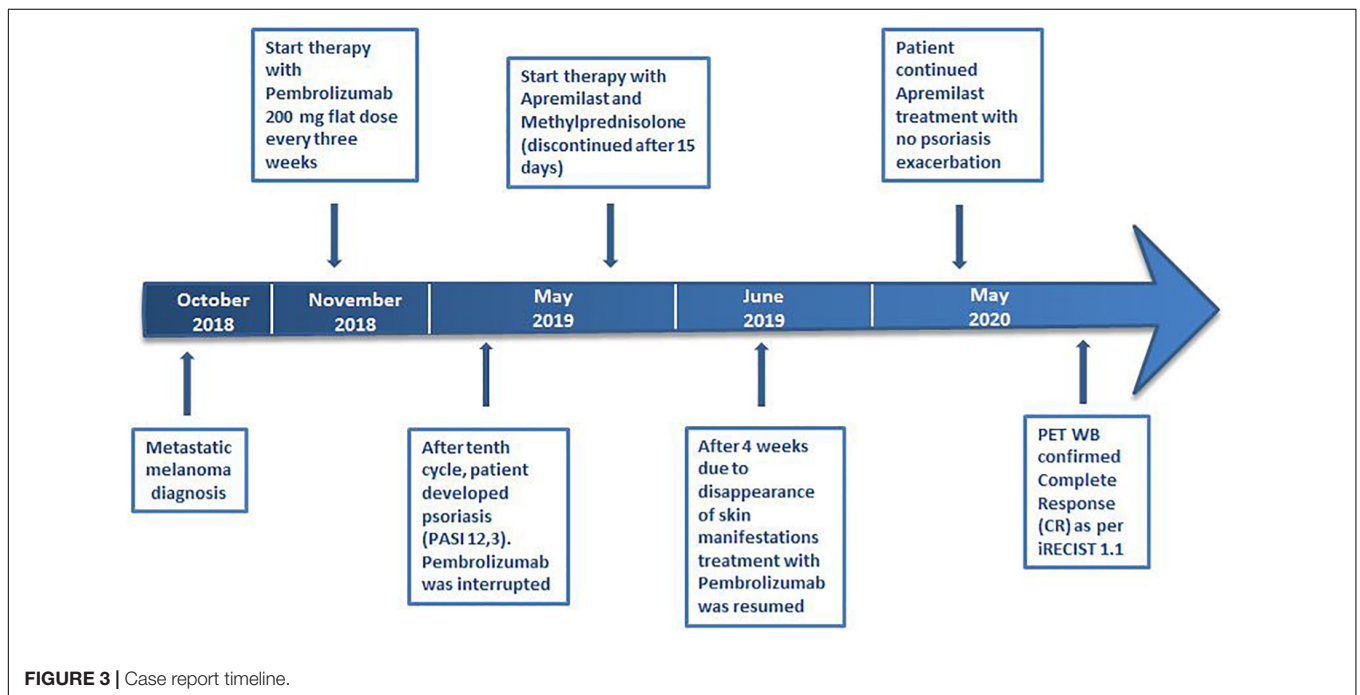 Start therapy
with
Pembrolizumab
200 mg flat dose
every three
weeks
Start therapy with
Apremilast and
Methylprednisolone
(discontinued after 15
days)
Patient
continued
Apremilast
treatment with
no psoriasis
exacerbation
October
2018
November
2018
May
2019
June
2019
May
2020
Metastatic
melanoma
diagnosis
After tenth
cycle, patient
developed
psoriasis
(PASI 12,3).
Pembrolizumab
was interrupted
After 4 weeks
due to
disappearance
of skin
manifestations
treatment with
Pembrolizumab
was resumed
PET WB
confirmed
Complete
Response
(CR) as per
iRECIST 1.1
FIGURE 3 | Case report timeline.